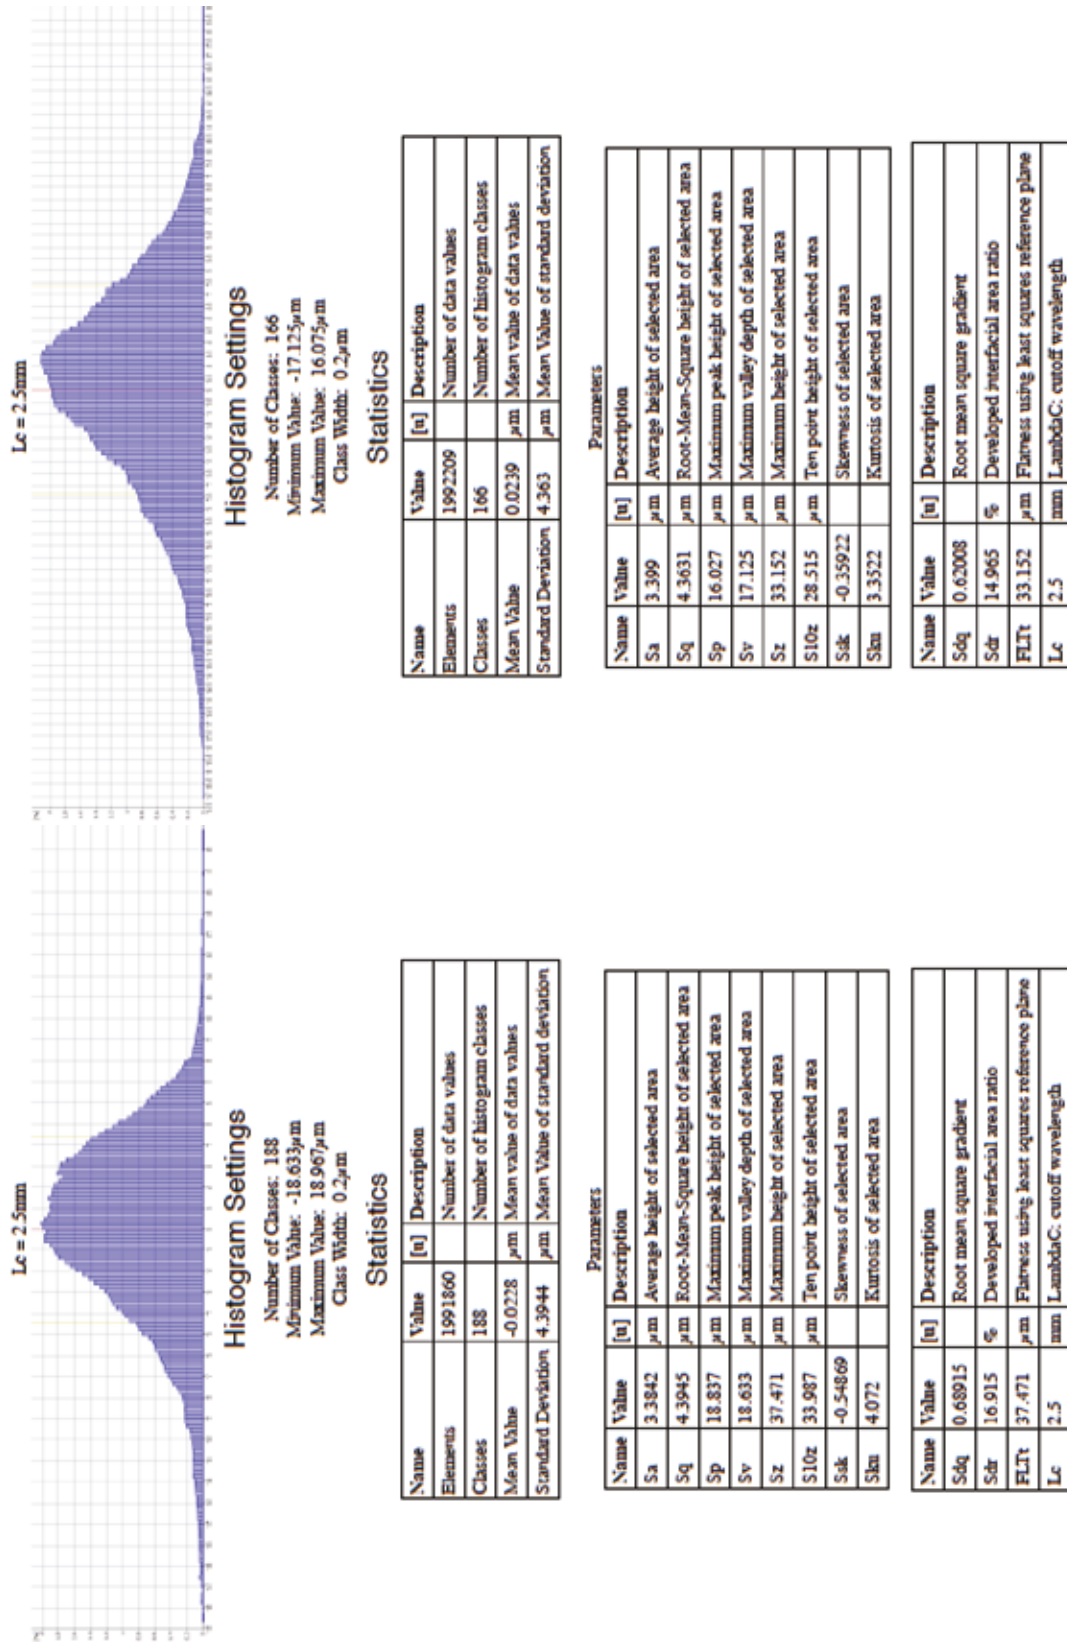 Lc = 2.5mm
Histogram Settings
Number of Classes: 188
Minimum Value: -18.633µm
Maximum Value: 18.967µm
Class Width: 0.2µm
Statistics
Name Value [u] Description
Elements 1991860 Number of data values
Classes 188 Number of histogram classes
Mean Value -0.0228 µm Mean value of data values
Standard Deviation 4.3944 µm Mean Value of standard deviation
Parameters
Name Value [u] Description
Sa 3.3842 µm Average height of selected area
Sq 4.3945 µm Root-Mean-Square height of selected area
Sp 18.837 µm Maximum peak height of selected area
Sv 18.633 µm Maximum valley depth of selected area
Sz 37.471 µm Maximum height of selected area
S10z 33.987 µm Ten point height of selected area
Ssk -0.54869 Skewness of selected area
Sku 4.072 Kurtosis of selected area
Name Value [u] Description
Sdq 0.68915 Root mean square gradient
Sdr 16.915 % Developed interfacial area ratio
FLTt 37.471 µm Flatness using least squares reference plane
Lc 2.5 mm LambdaC: cutoff wavelength
Lc = 2.5mm
Histogram Settings
Number of Classes: 166
Minimum Value: -17.125µm
Maximum Value: 16.075µm
Class Width: 0.2µm
Statistics
Name Value [u] Description
Elements 1992209 Number of data values
Classes 166 Number of histogram classes
Mean Value 0.0239 µm Mean value of data values
Standard Deviation 4.363 µm Mean Value of standard deviation
Parameters
Name Value [u] Description
Sa 3.399 µm Average height of selected area
Sq 4.3631 µm Root-Mean-Square height of selected area
Sp 16.027 µm Maximum peak height of selected area
Sv 17.125 µm Maximum valley depth of selected area
Sz 33.152 µm Maximum height of selected area
S10z 28.515 µm Ten point height of selected area
Ssk -0.35922 Skewness of selected area
Sku 3.3522 Kurtosis of selected area
Name Value [u] Description
Sdq 0.62008 Root mean square gradient
Sdr 14.965 % Developed interfacial area ratio
FLTt 33.152 µm Flatness using least squares reference plane
Lc 2.5 mm LambdaC: cutoff wavelength